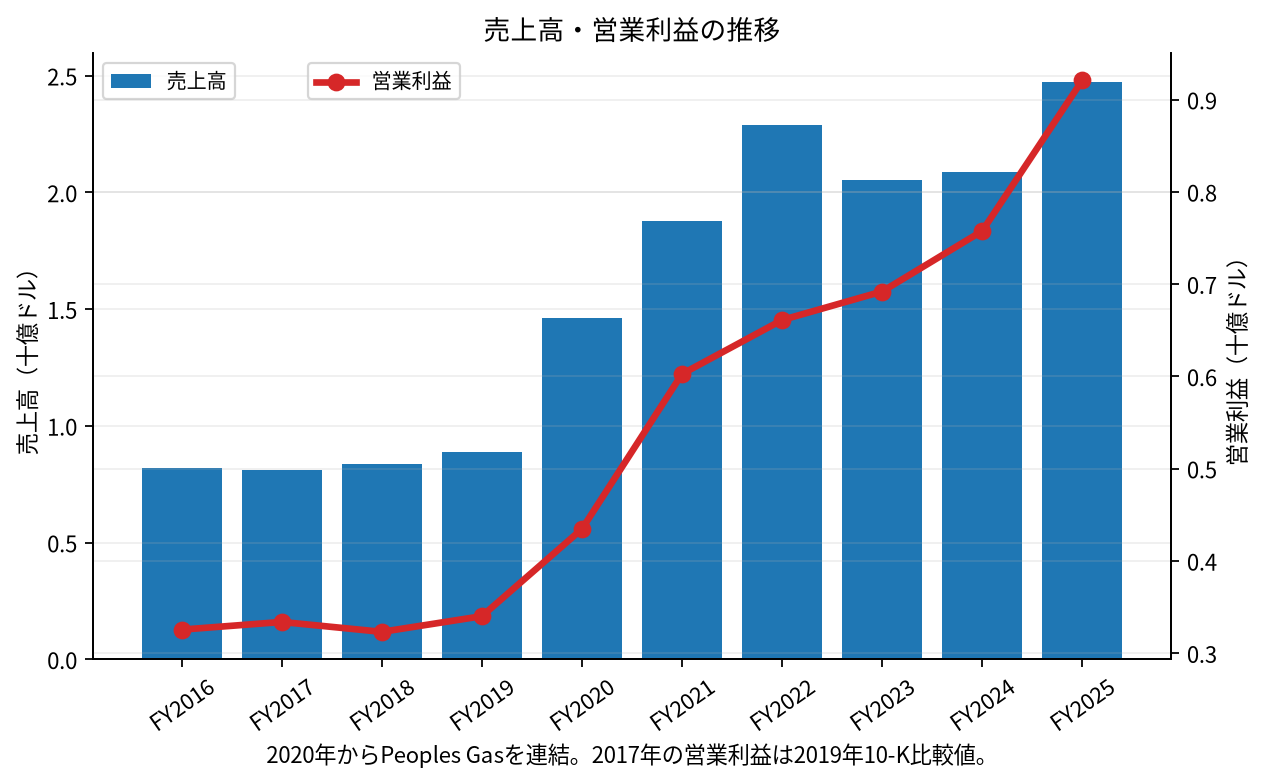 売上高・営業利益の推移
売上高
営業利益
売上高（十億ドル）
2.5
2.0
1.5
1.0
0.5
0.0
営業利益（十億ドル）
0.9
0.8
0.7
0.6
0.5
0.4
0.3
FY2016
FY2017
FY2018
FY2019
FY2020
FY2021
FY2022
FY2023
FY2024
FY2025
2020年からPeoples Gasを連結。2017年の営業利益は2019年10-K比較値。